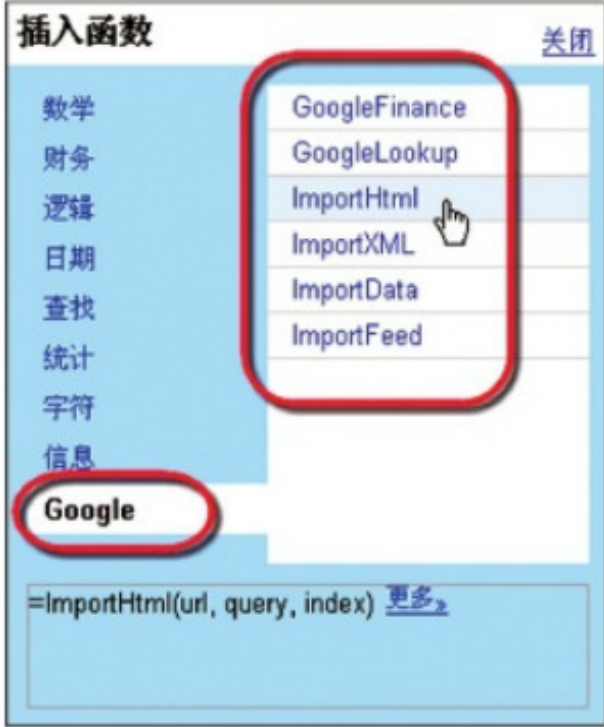 插入函数
关闭
数学
财务
逻辑
日期
查找
统计
字符
信息
Google
GoogleFinance
GoogleLookup
ImportHtml
ImportXML
ImportData
ImportFeed
=ImportHtml(url, query, index) 更多»